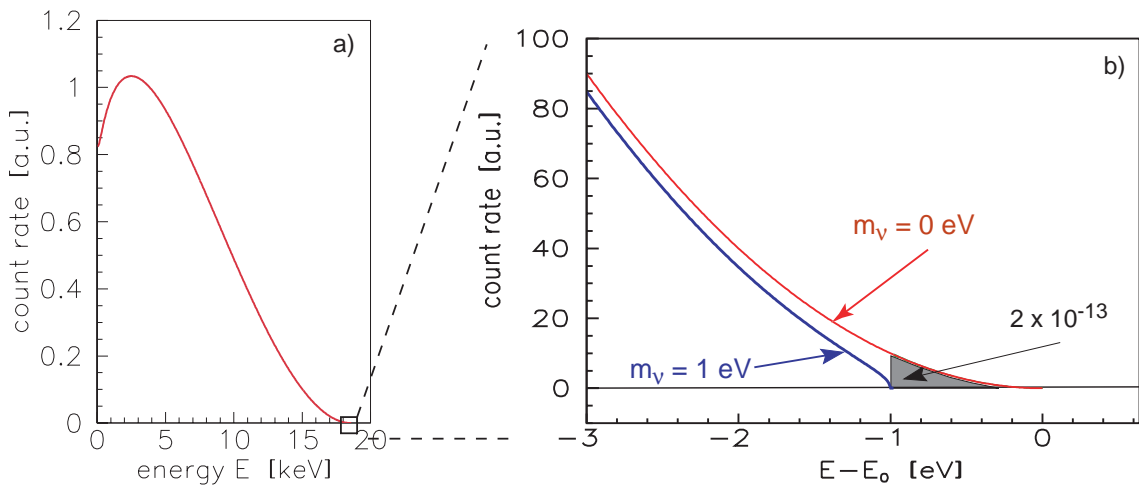 a)
1.2
1
0.8
0.6
0.4
0.2
0
count rate [a.u.]
0 5 10 15 20
energy E [keV]
b)
100
80
60
40
20
0
count rate [a.u.]
m_ν = 0 eV
2 x 10^-13
m_ν = 1 eV
−3 −2 −1 0
E−E₀ [eV]